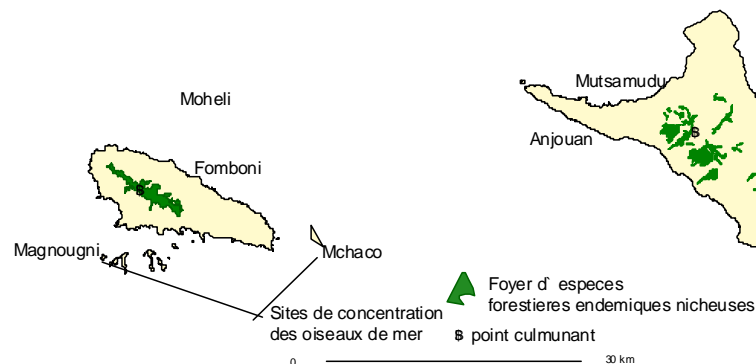 Mutsamudu
Moheli
Anjouan
Fomboni
Magnougni
Mchaco
Foyer d` especes
forestieres endemiques nicheuses
Sites de concentration
des oiseaux de mer
point culmunant
0 30 km